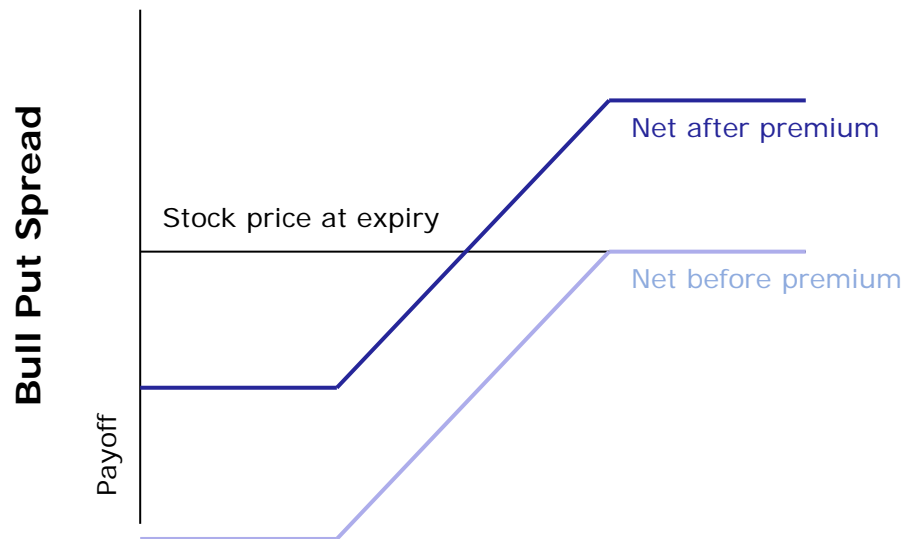 Bull Put Spread
Net after premium
Stock price at expiry
Net before premium
Payoff